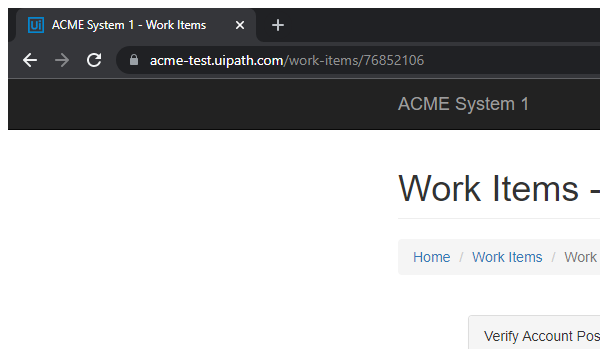 Ui ACME System 1 - Work Items
acme-test.uipath.com/work-items/76852106
ACME System 1
Work Items -
Home / Work Items / Work
Verify Account Pos